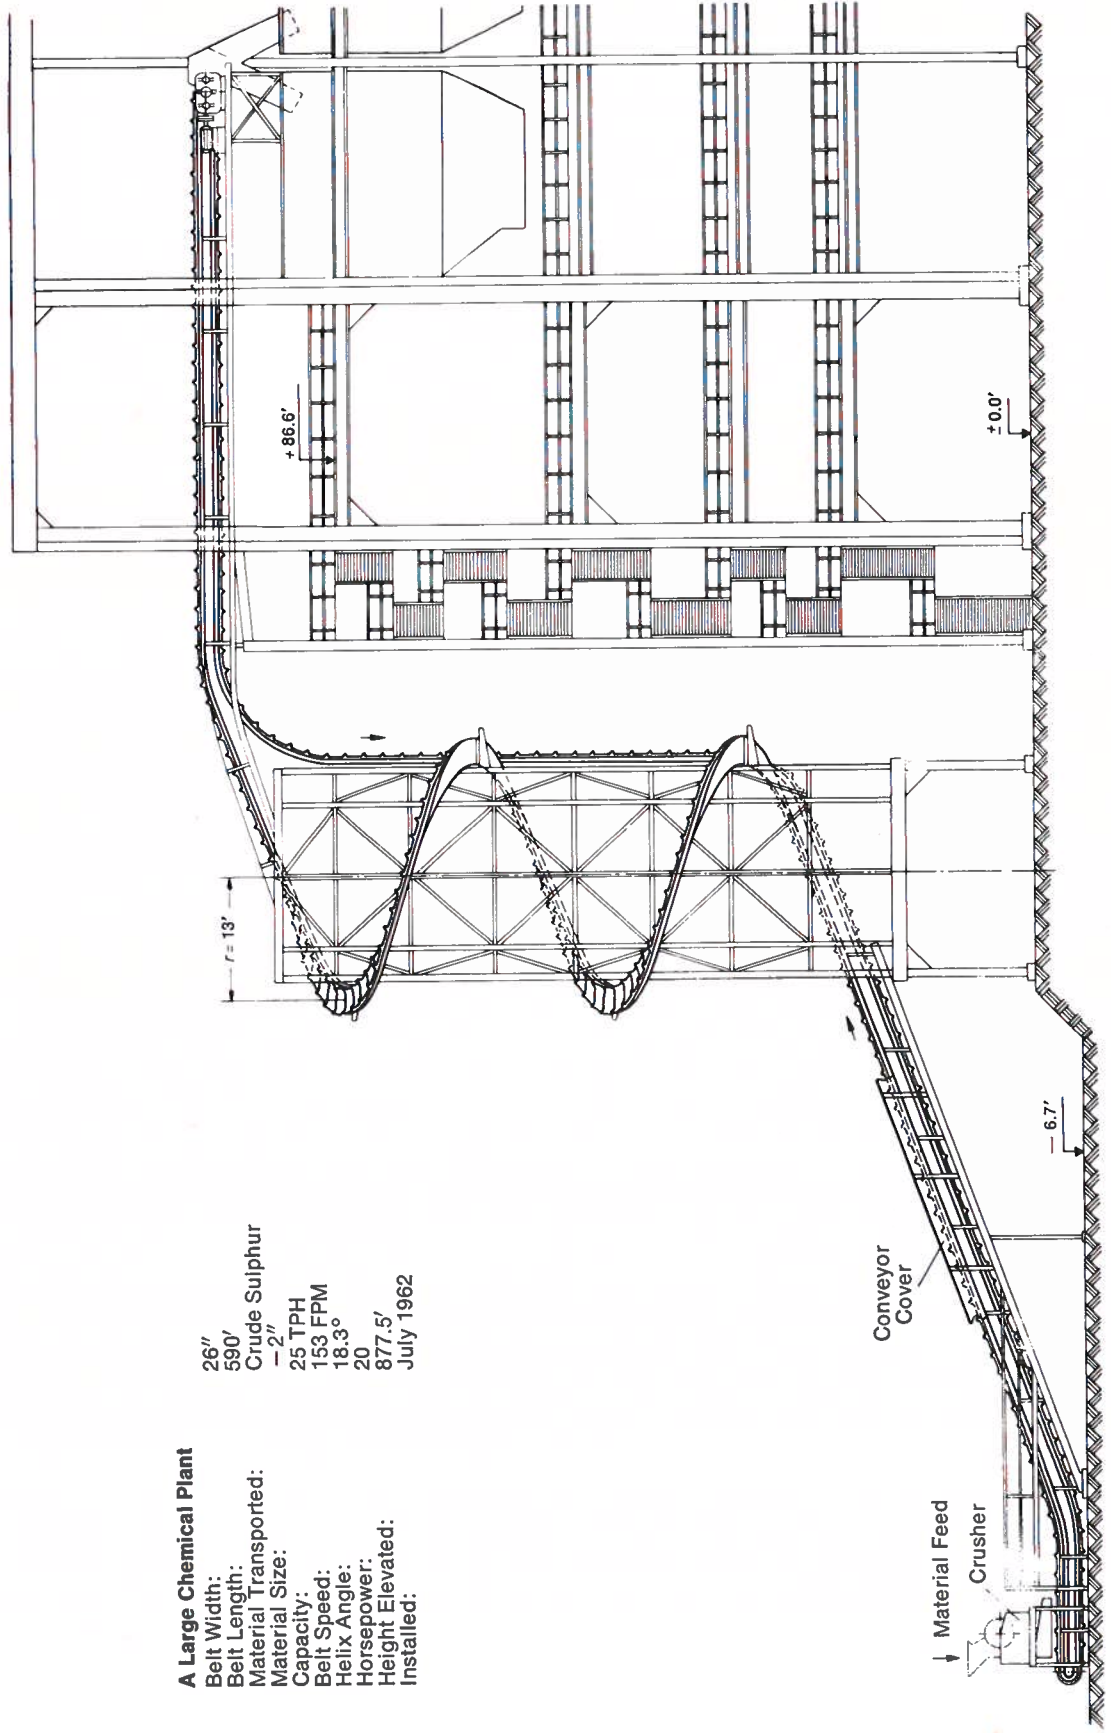 A Large Chemical Plant
Belt Width: 26″
Belt Length: 590′
Material Transported: Crude Sulphur
Material Size: – 2″
Capacity: 25 TPH
Belt Speed: 153 FPM
Helix Angle: 18.3°
Horsepower: 20
Height Elevated: 877.5′
Installed: July 1962
r = 13′
+ 86.6′
± 0.0′
– 6.7′
Conveyor
Cover
Material Feed
Crusher